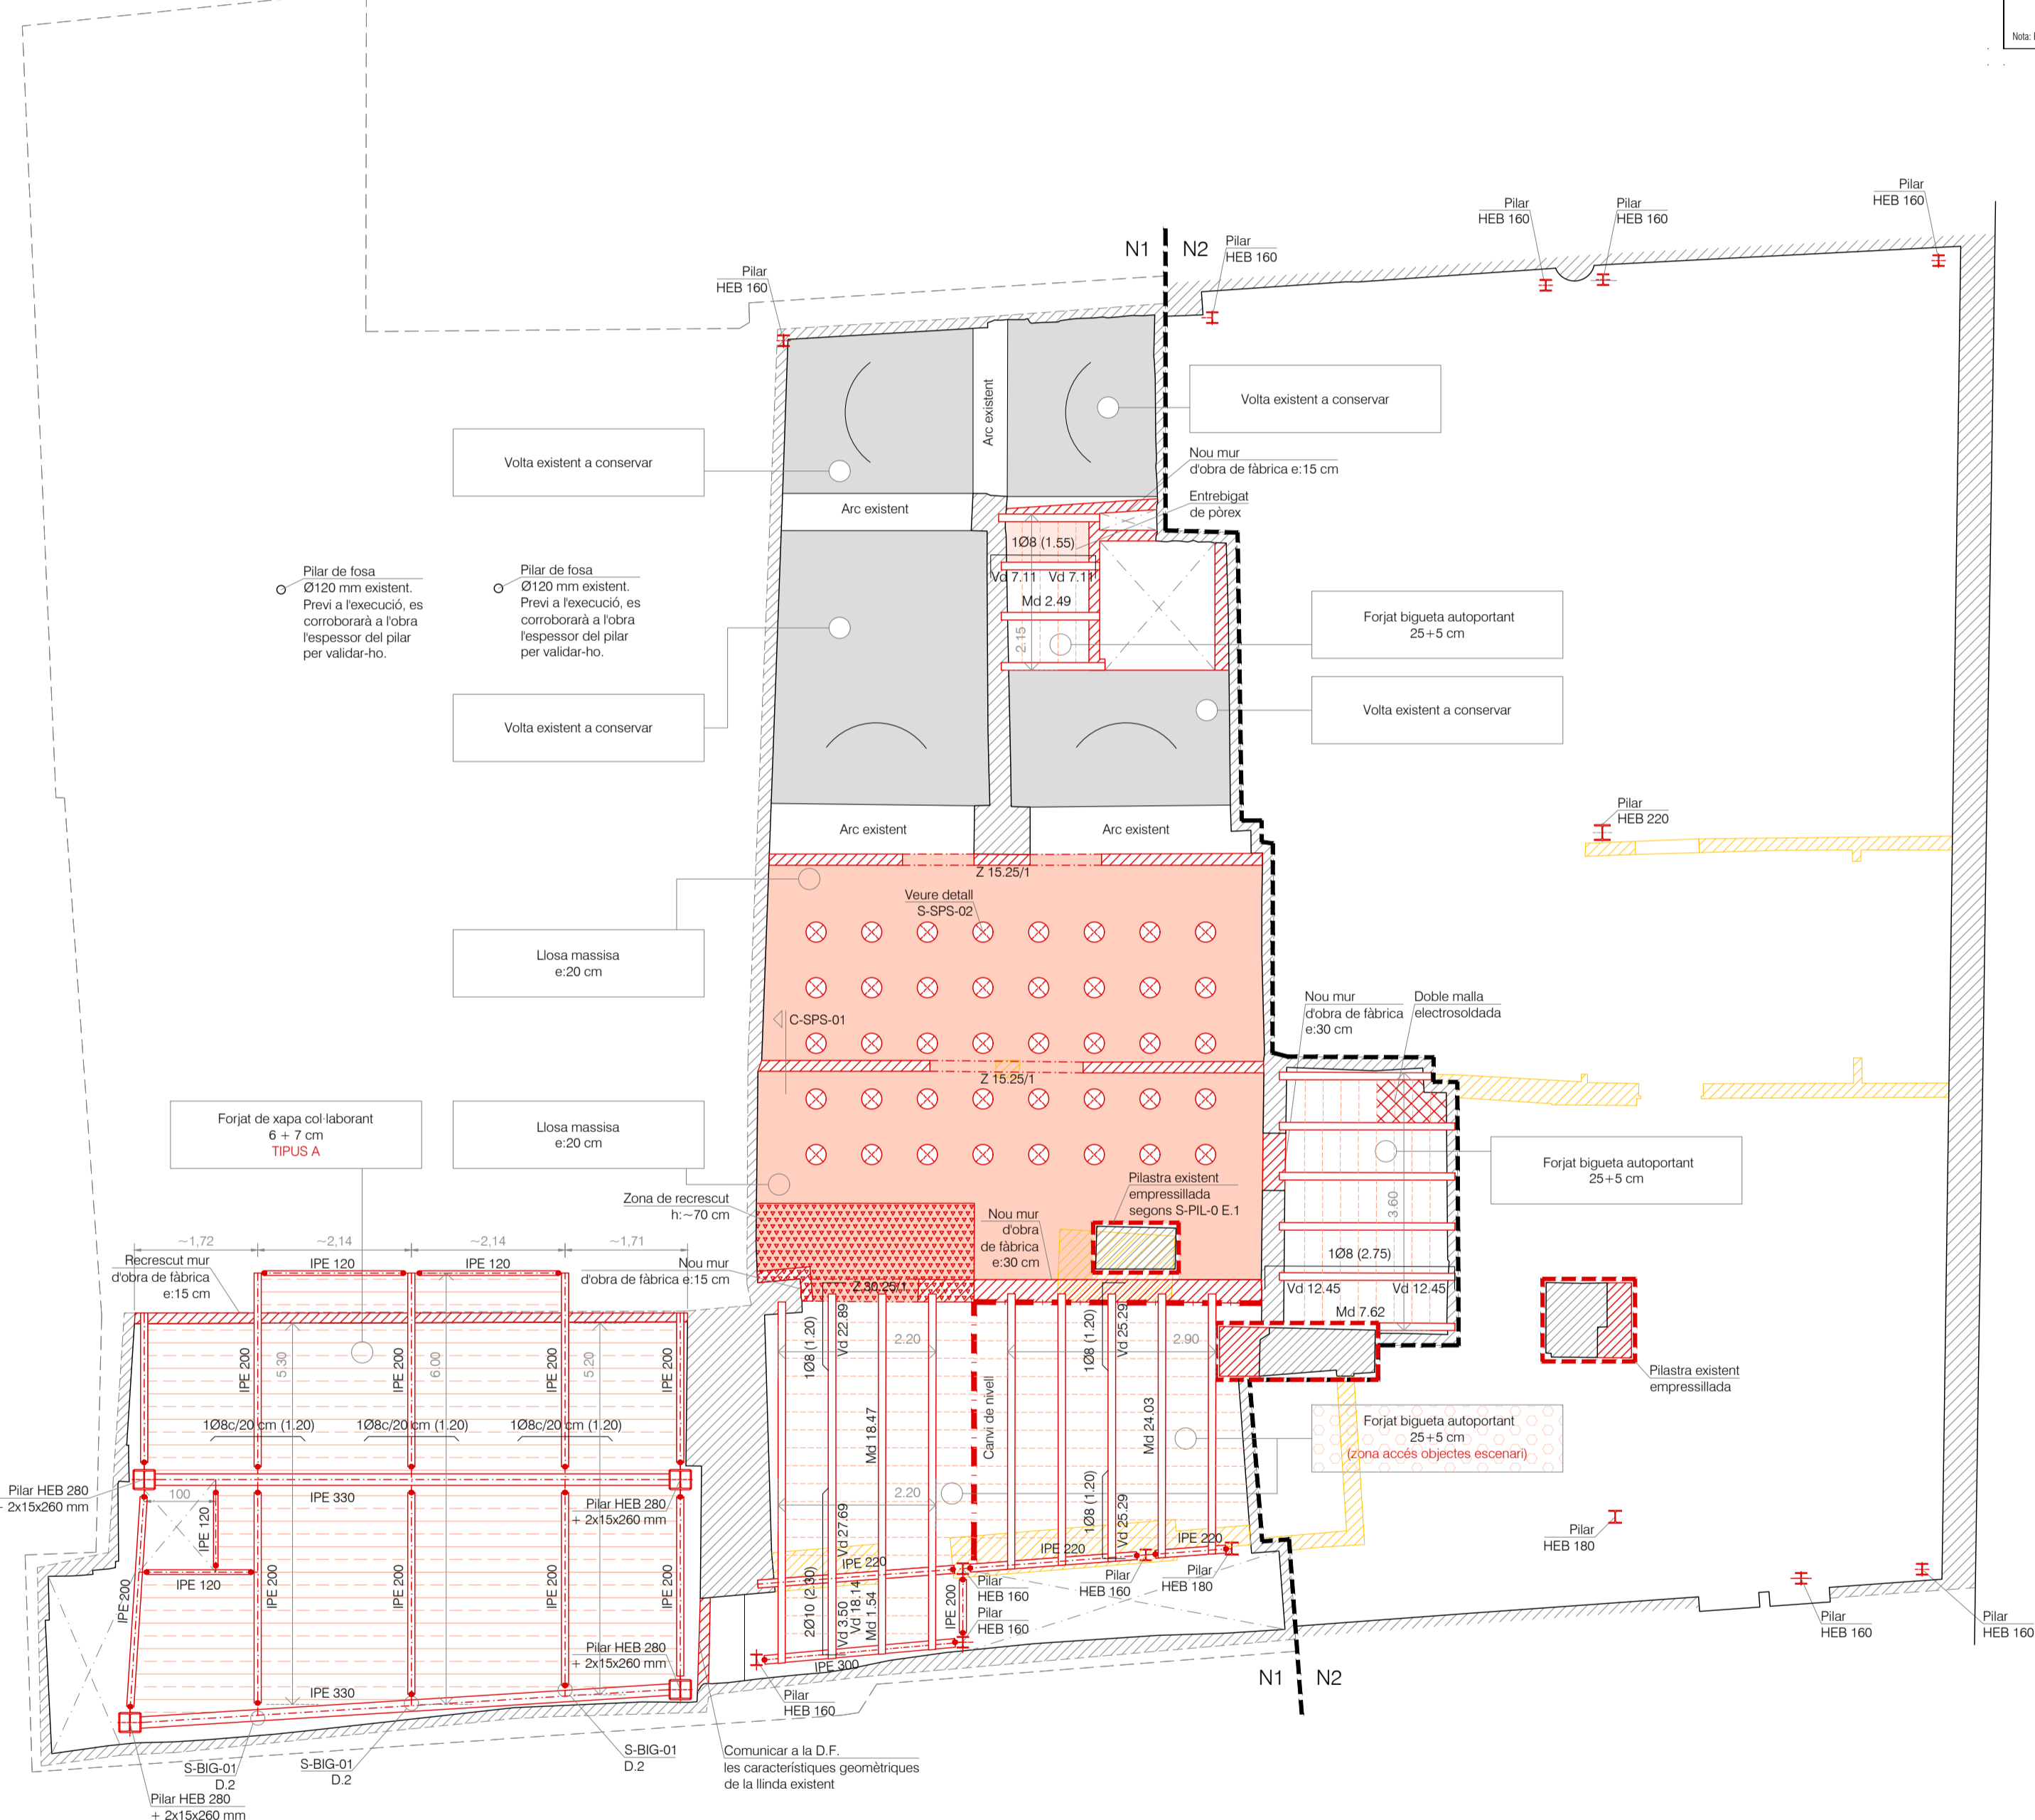 Nota:
Pilar
HEB 160
Pilar
HEB 160
Pilar
HEB 160
N1
N2
Pilar
HEB 160
Pilar
HEB 160
Volta existent a conservar
Arc existent
Volta existent a conservar
Nou mur
d'obra de fàbrica e:15 cm
Entrebigat
de pòrex
Arc existent
1Ø8 (1.55)
Vd 7.11
Vd 7.11
Md 2.49
2.15
Pilar de fosa
Ø120 mm existent.
Previ a l'execució, es
corroborarà a l'obra
l'espessor del pilar
per validar-ho.
Pilar de fosa
Ø120 mm existent.
Previ a l'execució, es
corroborarà a l'obra
l'espessor del pilar
per validar-ho.
Forjat bigueta autoportant
25+5 cm
Volta existent a conservar
Volta existent a conservar
Pilar
HEB 220
Arc existent
Arc existent
Z 15.25/1
Veure detall
S-SPS-02
Llosa massisa
e:20 cm
C-SPS-01
Nou mur
d'obra de fàbrica
e:30 cm
Doble malla
electrosoldada
Z 15.25/1
Forjat de xapa col·laborant
6 + 7 cm
TIPUS A
Llosa massisa
e:20 cm
Forjat bigueta autoportant
25+5 cm
3.60
Pilastra existent
empressillada
segons S-PIL-0 E.1
Zona de recrescut
h:~70 cm
Nou mur
d'obra
de fàbrica
e:30 cm
1Ø8 (2.75)
Vd 12.45
Vd 12.45
Md 7.62
~1,72
~2,14
~2,14
~1,71
IPE 120
IPE 120
Recrescut mur
d'obra de fàbrica
e:15 cm
Nou mur
d'obra de fàbrica e:15 cm
Z 30.25/1
IPE 200
5.30
IPE 200
6.00
IPE 200
5.20
IPE 200
1Ø8 (1.20)
Vd 22.89
2.20
1Ø8 (1.20)
Vd 25.29
2.90
Pilastra existent
empressillada
1Ø8c/20 cm (1.20)
1Ø8c/20 cm (1.20)
1Ø8c/20 cm (1.20)
Md 18.47
Canvi de nivell
Md 24.03
Forjat bigueta autoportant
25+5 cm
(zona accés objectes escenari)
Pilar HEB 280
+ 2x15x260 mm
100
IPE 330
Pilar HEB 280
+ 2x15x260 mm
2.20
IPE 120
Vd 27.69
1Ø8 (1.20)
Vd 25.29
Pilar
HEB 180
IPE 220
IPE 220
IPE 220
IPE 120
IPE 200
IPE 200
IPE 200
IPE 200
IPE 200
2Ø10 (2.30)
Vd 3.50
Vd 18.14
Md 1.54
IPE 200
Pilar
HEB 160
Pilar
HEB 160
Pilar
HEB 180
Pilar
HEB 160
Pilar
HEB 160
Pilar
HEB 160
Pilar HEB 280
+ 2x15x260 mm
IPE 300
IPE 330
N1
N2
Pilar
HEB 160
S-BIG-01
D.2
S-BIG-01
D.2
S-BIG-01
D.2
Comunicar a la D.F.
les característiques geomètriques
de la llinda existent
Pilar HEB 280
+ 2x15x260 mm